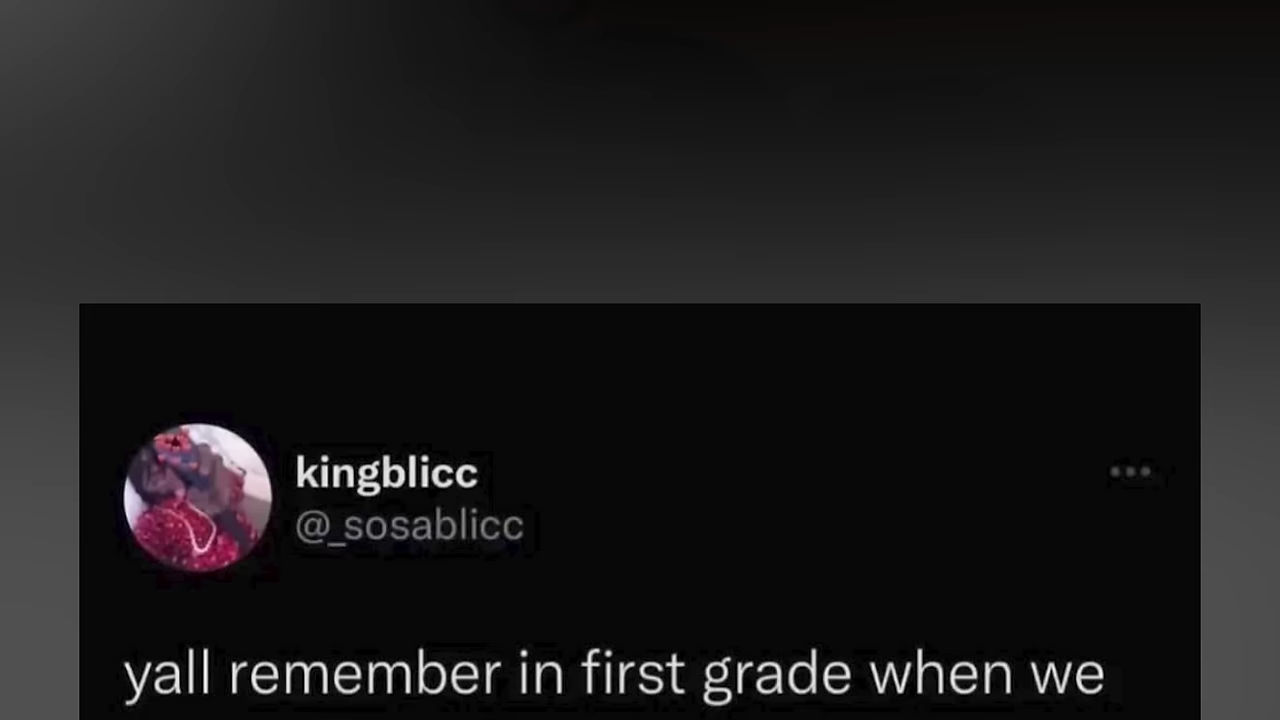 kingblicc
@_sosablicc
yall remember in first grade when we